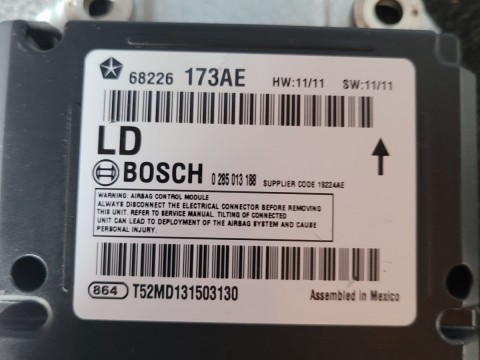 68226 173AE HW:11/11 SW:11/11
LD
BOSCH 0 285 013 188 SUPPLIER CODE 19224AE
WARNING: AIRBAG CONTROL MODULE
ALWAYS DISCONNECT THE ELECTRICAL CONNECTOR BEFORE REMOVING
THIS UNIT. REFER TO SERVICE MANUAL. TILTING OF CONNECTED
UNIT CAN LEAD TO DEPLOYMENT OF THE AIRBAG SYSTEM AND CAUSE
PERSONAL INJURY.
864 T52MD131503130 Assembled in Mexico